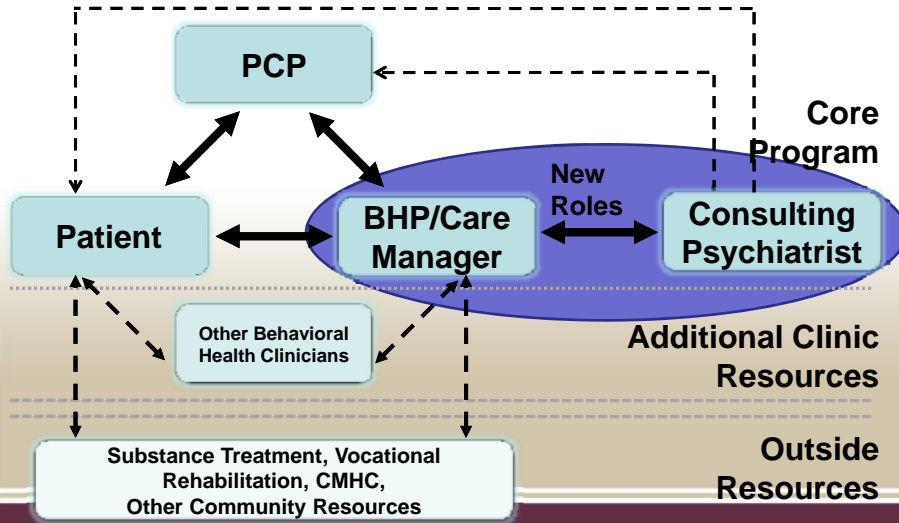 PCP
Core
Program
New
Roles
Patient
BHP/Care
Manager
Consulting
Psychiatrist
Other Behavioral
Health Clinicians
Additional Clinic
Resources
Substance Treatment, Vocational
Rehabilitation, CMHC,
Other Community Resources
Outside
Resources